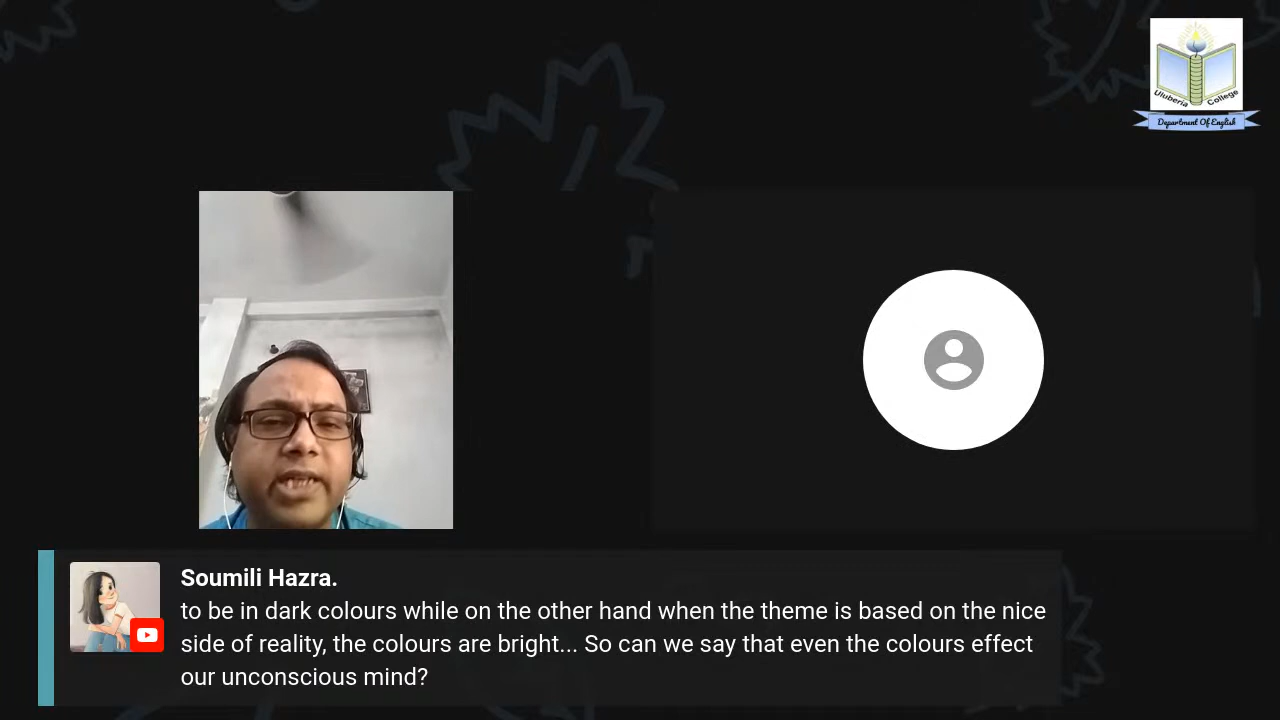 Uluberia College
Department Of English
Soumili Hazra.
to be in dark colours while on the other hand when the theme is based on the nice
side of reality, the colours are bright... So can we say that even the colours effect
our unconscious mind?